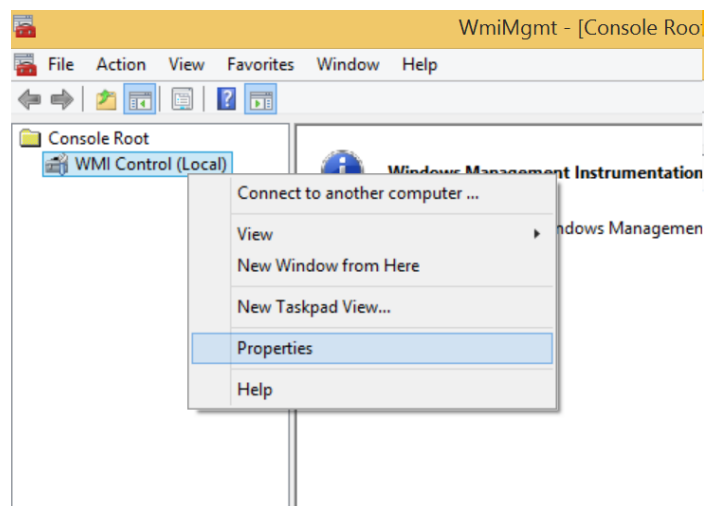 WmiMgmt - [Console Root
File Action View Favorites Window Help
Console Root
WMI Control (Local)
Windows Management Instrumentation
Connect to another computer ...
View
ndows Managemen
New Window from Here
New Taskpad View...
Properties
Help